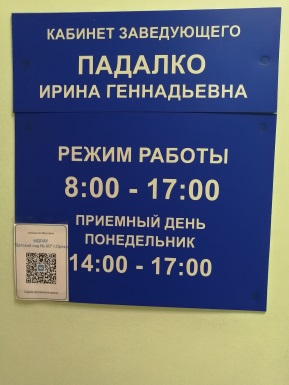 КАБИНЕТ ЗАВЕДУЮЩЕГО
ПАДАЛКО
ИРИНА ГЕННАДЬЕВНА
РЕЖИМ РАБОТЫ
8:00 - 17:00
ПРИЕМНЫЙ ДЕНЬ
ПОНЕДЕЛЬНИК
14:00 - 17:00